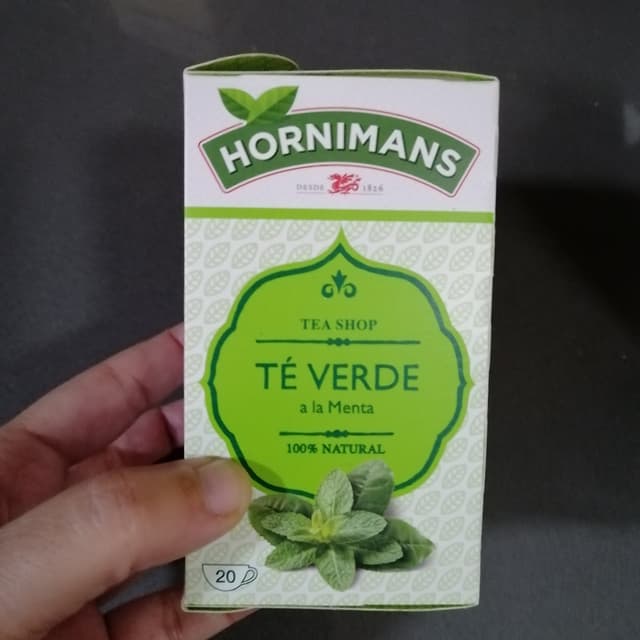 HORNIMANS
DESDE 1826
TEA SHOP
TÉ VERDE
a la Menta
100% NATURAL
20